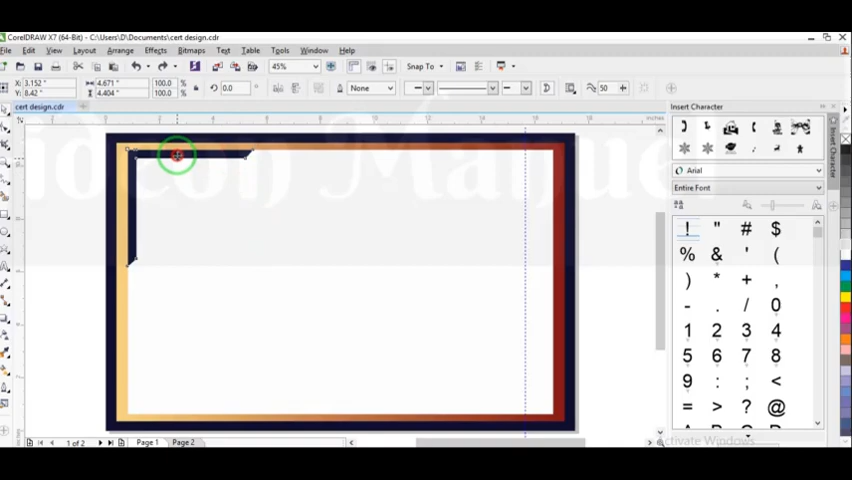 CorelDRAW X7 (64-Bit) - C:\Users\D\Documents\cert design.cdr
File Edit View Layout Arrange Effects Bitmaps Text Table Tools Window Help
45% Snap To
X: 3.152 " 4.671 " 100.0 % 0.0 None 50
Y: 8.42 " 4.404 " 100.0 %
cert design.cdr
Insert Character
Arial
Entire Font
! " # $
% & ' (
) * + ,
- . / 0
1 2 3 4
5 6 7 8
9 : ; <
= > ? @
inches
Insert Character
1 of 2 Page 1 Page 2
Activate Windows